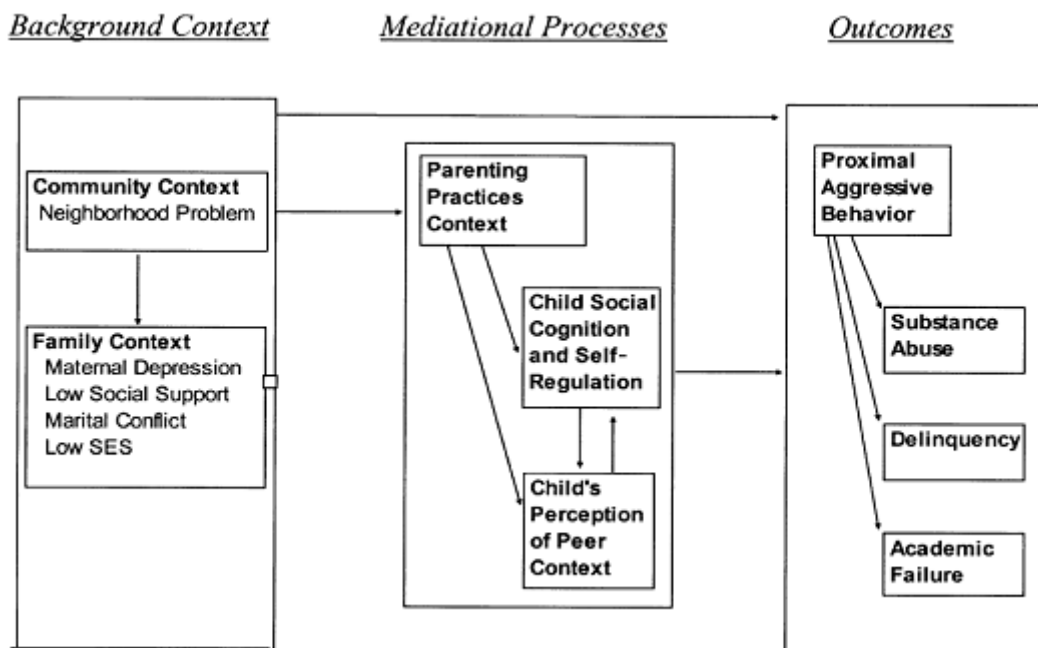 Background Context
Mediational Processes
Outcomes
Community Context
Neighborhood Problem
Family Context
Maternal Depression
Low Social Support
Marital Conflict
Low SES
Parenting
Practices
Context
Child Social
Cognition
and Self-
Regulation
Child's
Perception
of Peer
Context
Proximal
Aggressive
Behavior
Substance
Abuse
Delinquency
Academic
Failure